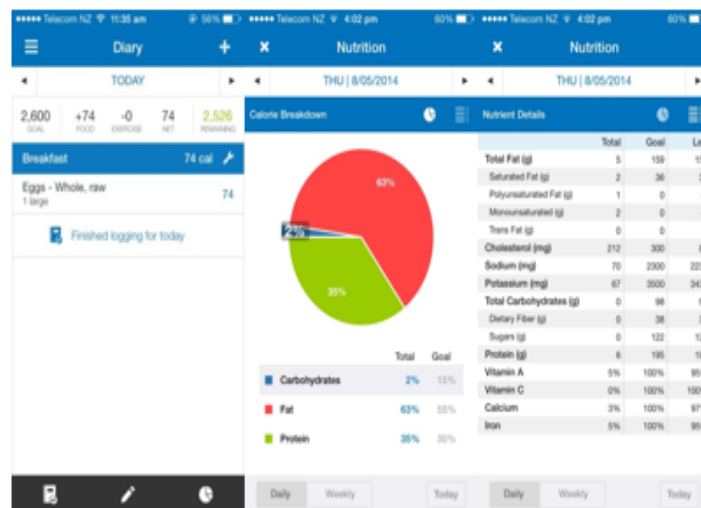 Telecom NZ 11:35 am 56%
Diary
TODAY
2,600 +74 -0 74 2,526
GOAL FOOD EXERCISE NET REMAINING
Breakfast 74 cal
Eggs - Whole, raw 74
1 large
Finished logging for today
Telecom NZ 4:02 pm 60%
Nutrition
THU | 8/05/2014
Calorie Breakdown
63%
2%
35%
Total Goal
Carbohydrates 2% 15%
Fat 63% 55%
Protein 35% 30%
Daily Weekly Today
Telecom NZ 4:02 pm 60%
Nutrition
THU | 8/05/2014
Nutrient Details
Total Goal Le
Total Fat (g) 5 159
Saturated Fat (g) 2 36
Polyunsaturated Fat (g) 1 0
Monounsaturated (g) 2 0
Trans Fat (g) 0 0
Cholesterol (mg) 212 300
Sodium (mg) 70 2300
Potassium (mg) 67 3500
Total Carbohydrates (g) 0 98
Dietary Fiber (g) 0 38
Sugars (g) 0 122
Protein (g) 6 195
Vitamin A 5% 100%
Vitamin C 0% 100%
Calcium 3% 100%
Iron 5% 100%
Daily Weekly Today